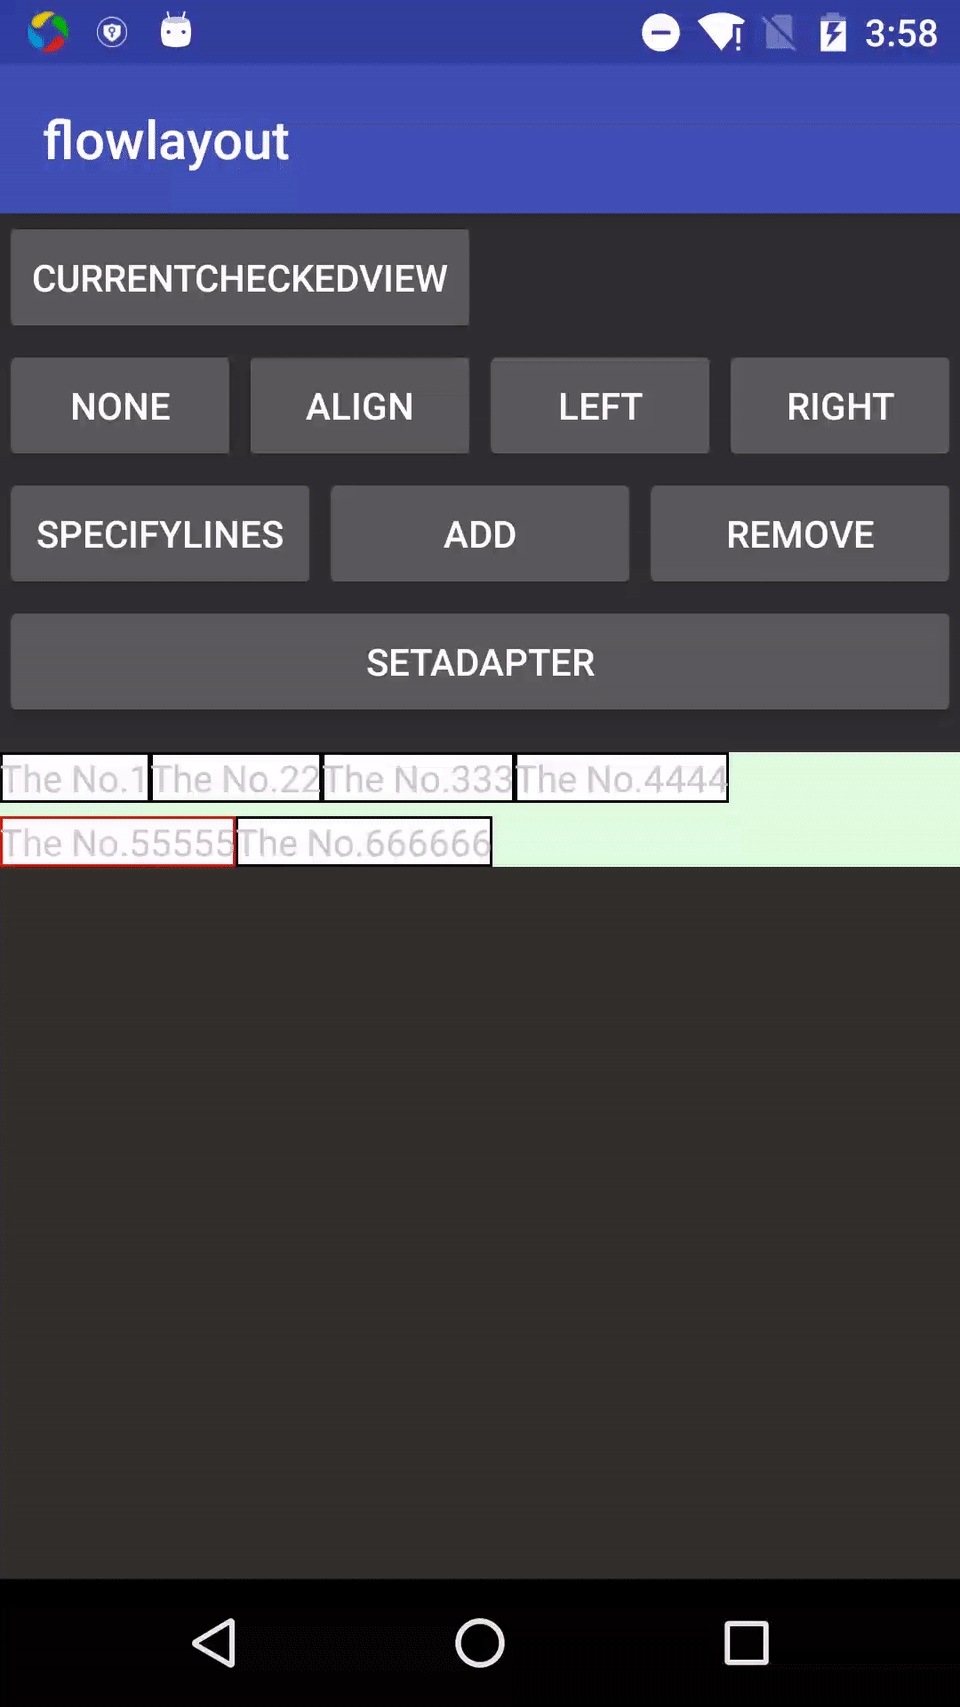 3:58
flowlayout
CURRENTCHECKEDVIEW
NONE ALIGN LEFT RIGHT
SPECIFYLINES ADD REMOVE
SETADAPTER
The No.1 The No.22 The No.333 The No.4444
The No.55555 The No.666666